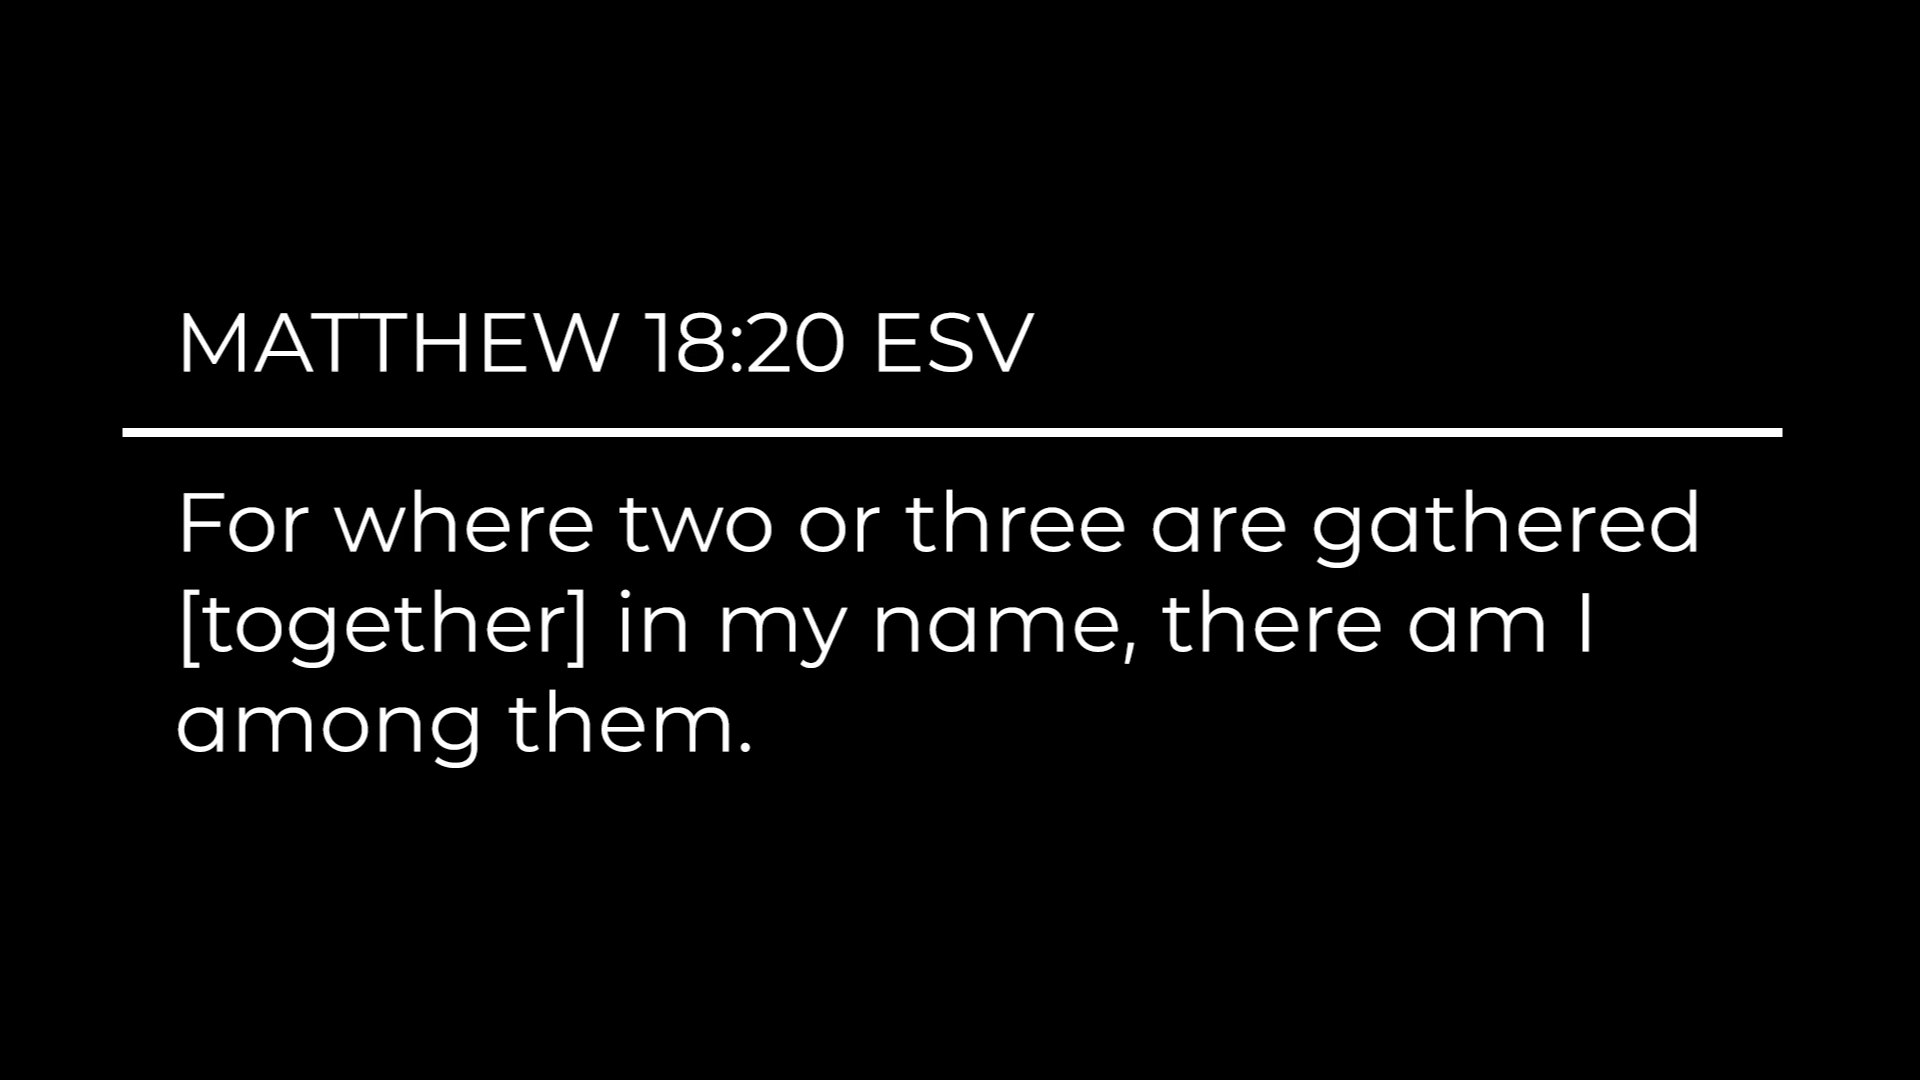 MATTHEW 18:20 ESV
For where two or three are gathered
[together] in my name, there am I
among them.